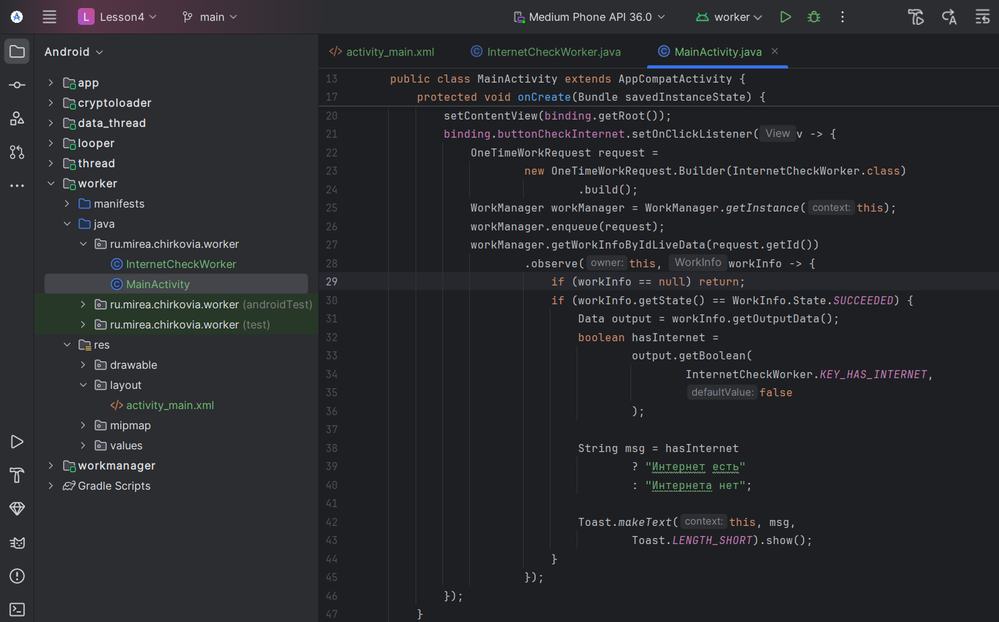 L Lesson4 main Medium Phone API 36.0 worker
Android
app
cryptoloader
data_thread
looper
thread
worker
manifests
java
ru.mirea.chirkovia.worker
InternetCheckWorker
MainActivity
ru.mirea.chirkovia.worker (androidTest)
ru.mirea.chirkovia.worker (test)
res
drawable
layout
activity_main.xml
mipmap
values
workmanager
Gradle Scripts
activity_main.xml InternetCheckWorker.java MainActivity.java
13 public class MainActivity extends AppCompatActivity {
17 protected void onCreate(Bundle savedInstanceState) {
20 setContentView(binding.getRoot());
21 binding.buttonCheckInternet.setOnClickListener( View v -> {
22 OneTimeWorkRequest request =
23 new OneTimeWorkRequest.Builder(InternetCheckWorker.class)
24 .build();
25 WorkManager workManager = WorkManager.getInstance( context: this);
26 workManager.enqueue(request);
27 workManager.getWorkInfoByIdLiveData(request.getId())
28 .observe( owner: this, WorkInfo workInfo -> {
29 if (workInfo == null) return;
30 if (workInfo.getState() == WorkInfo.State.SUCCEEDED) {
31 Data output = workInfo.getOutputData();
32 boolean hasInternet =
33 output.getBoolean(
34 InternetCheckWorker.KEY_HAS_INTERNET,
35 defaultValue: false
36 );
37
38 String msg = hasInternet
39 ? "Интернет есть"
40 : "Интернета нет";
41
42 Toast.makeText( context: this, msg,
43 Toast.LENGTH_SHORT).show();
44 }
45 });
46 });
47 }